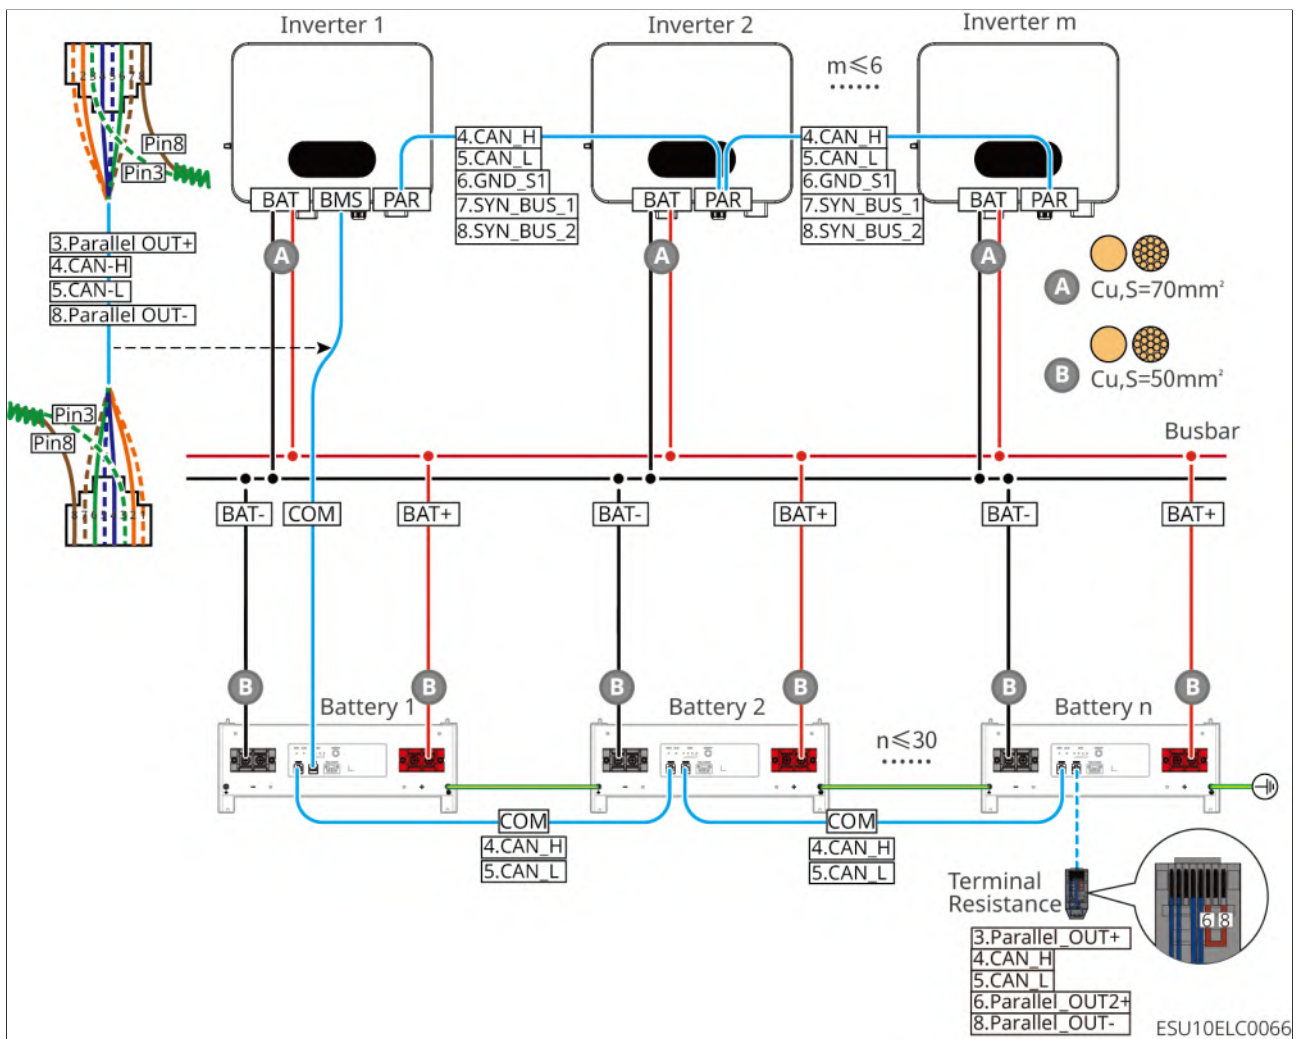 Inverter 1
Inverter 2
Inverter m
m≤6
Pin8
Pin3
4.CAN_H
5.CAN_L
6.GND_S1
7.SYN_BUS_1
8.SYN_BUS_2
4.CAN_H
5.CAN_L
6.GND_S1
7.SYN_BUS_1
8.SYN_BUS_2
BAT
BMS
PAR
BAT
PAR
BAT
PAR
3.Parallel OUT+
4.CAN-H
5.CAN-L
8.Parallel OUT-
A
A
A
A
Cu,S=70mm²
B
Cu,S=50mm²
Pin3
Pin8
Busbar
BAT-
COM
BAT+
BAT-
BAT+
BAT-
BAT+
B
B
B
B
B
B
Battery 1
Battery 2
Battery n
n≤30
COM
4.CAN_H
5.CAN_L
COM
4.CAN_H
5.CAN_L
Terminal
Resistance
6 8
3.Parallel_OUT+
4.CAN_H
5.CAN_L
6.Parallel_OUT2+
8.Parallel_OUT-
ESU10ELC0066